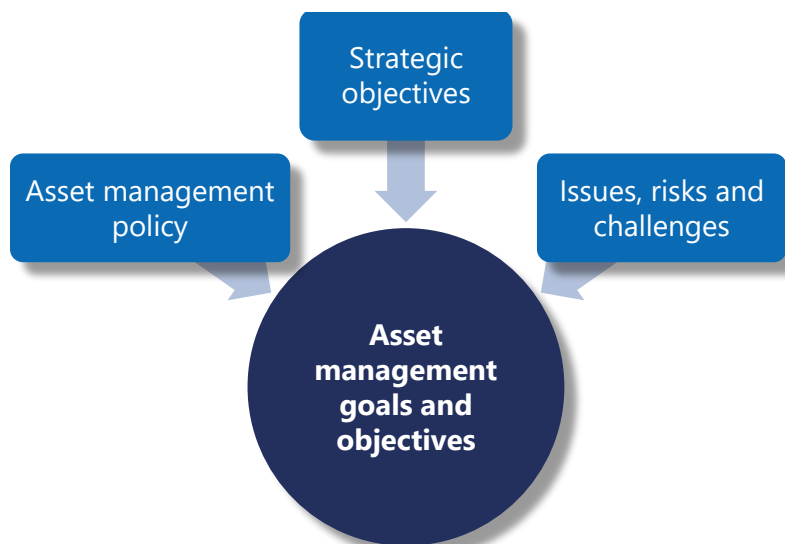 Strategic
objectives
Asset management
policy
Issues, risks and
challenges
Asset
management
goals and
objectives